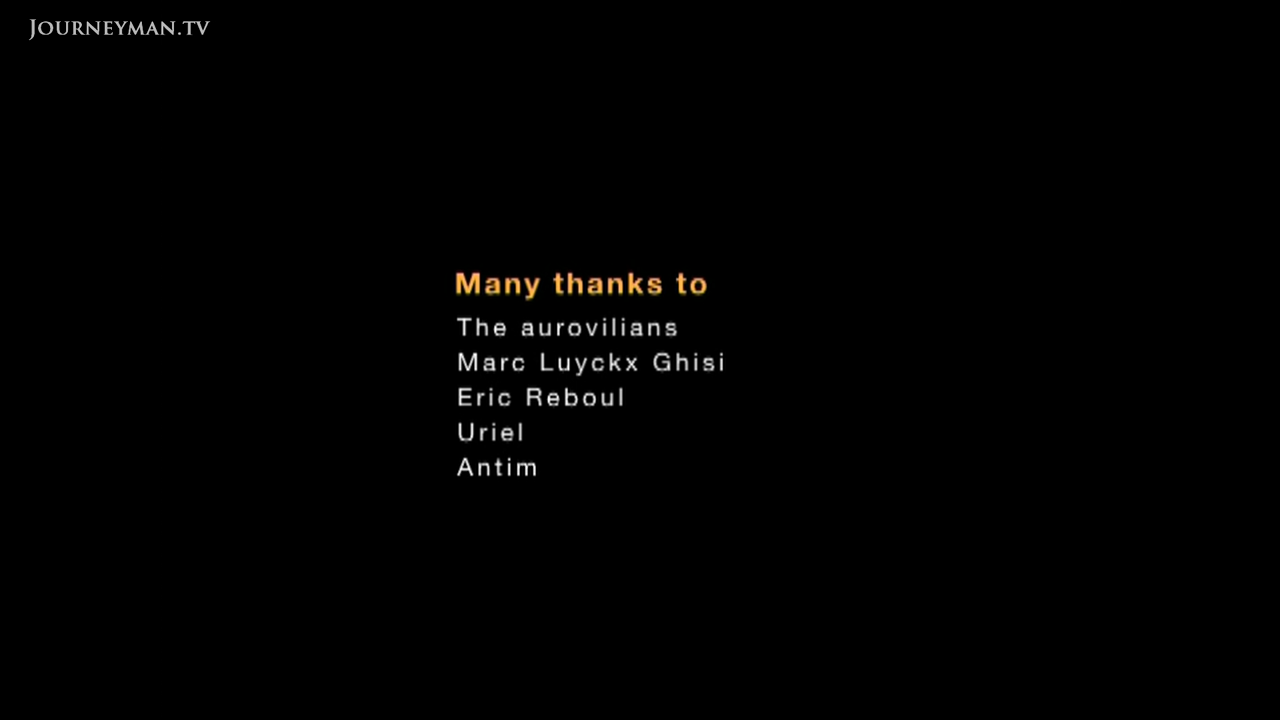 JOURNEYMAN.TV
Many thanks to
The aurovilians
Marc Luyckx Ghisi
Eric Reboul
Uriel
Antim